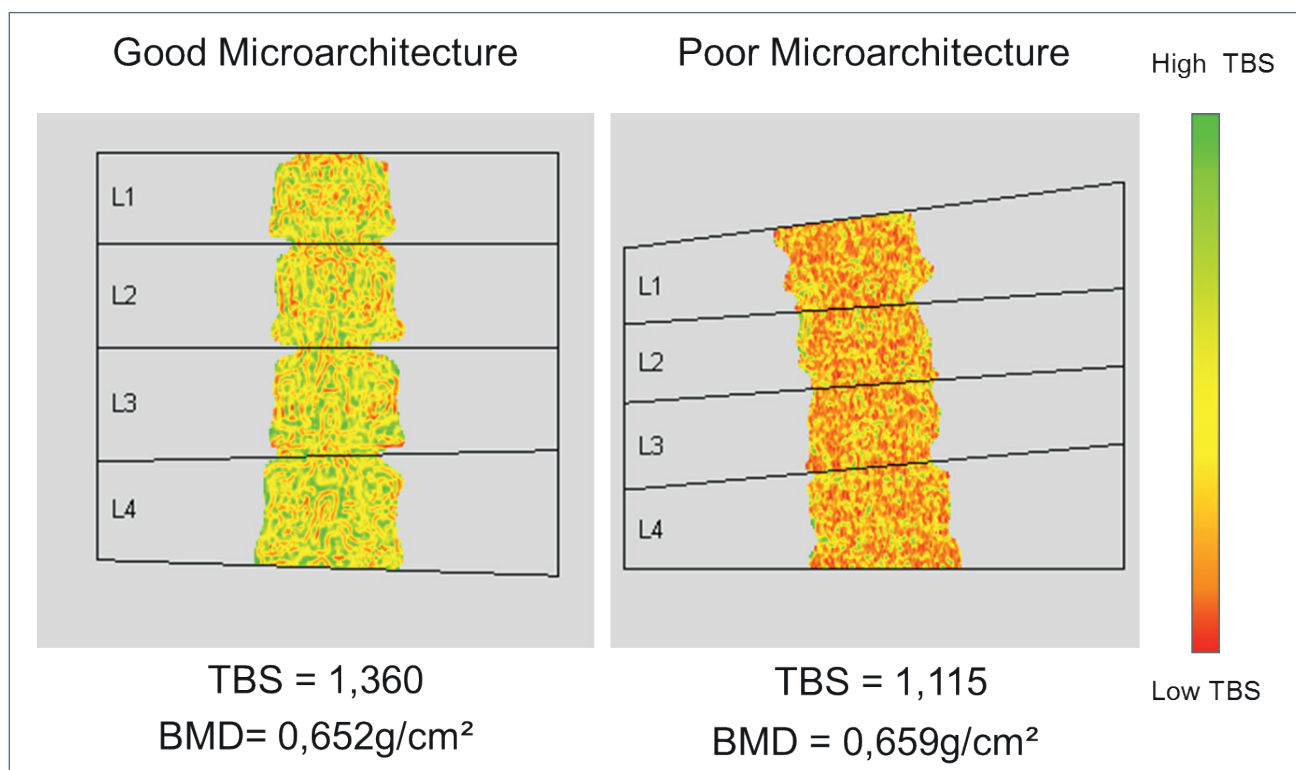 Good Microarchitecture
Poor Microarchitecture
High TBS
L1
L2
L3
L4
L1
L2
L3
L4
Low TBS
TBS = 1,360
BMD= 0,652g/cm²
TBS = 1,115
BMD = 0,659g/cm²